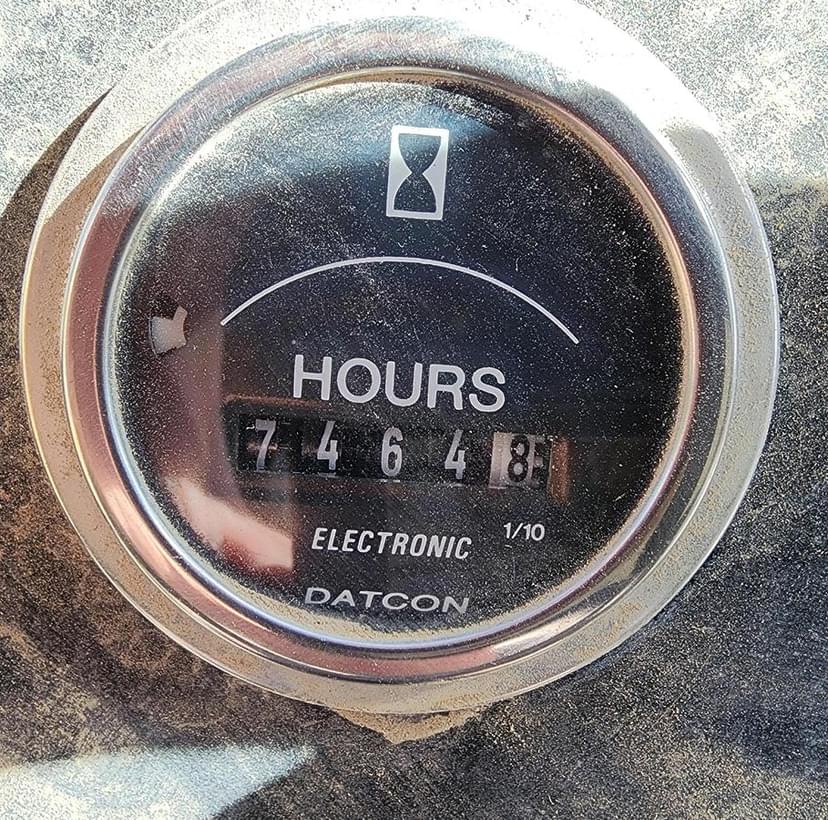 HOURS
7 4 6 4 8
1/10
ELECTRONIC
DATCON